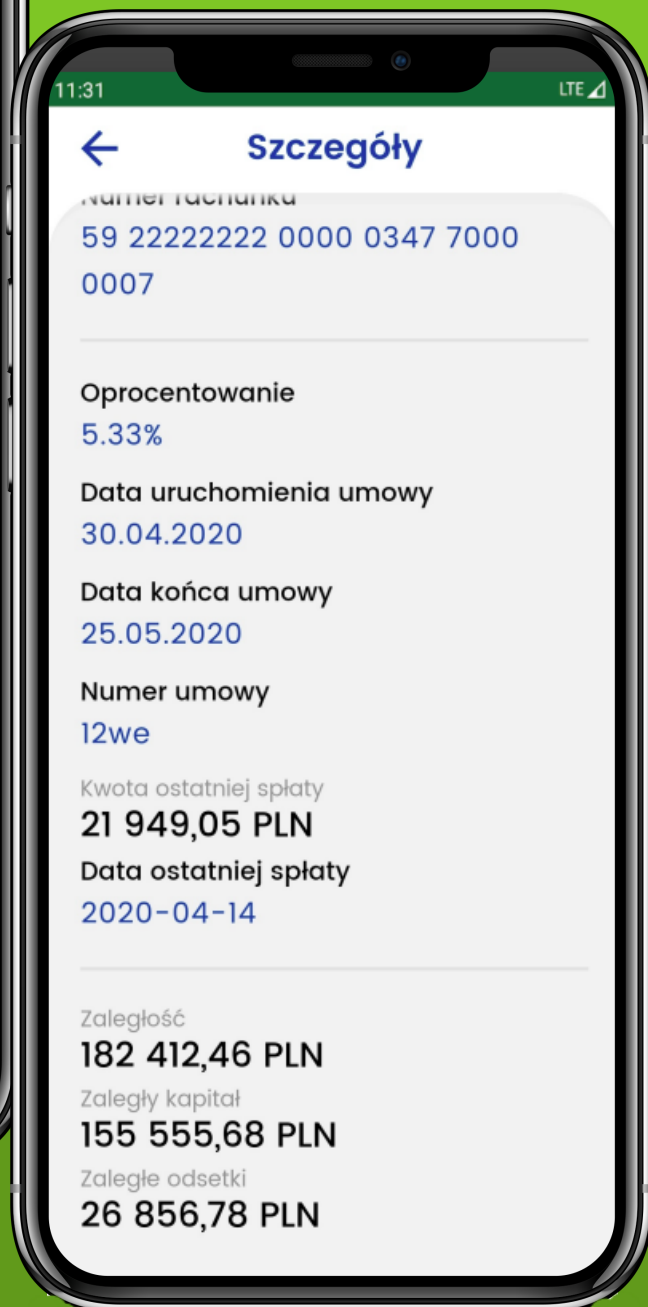 11:31 LTE
Szczegóły
Numer rachunku
59 22222222 0000 0347 7000
0007
Oprocentowanie
5.33%
Data uruchomienia umowy
30.04.2020
Data końca umowy
25.05.2020
Numer umowy
12we
Kwota ostatniej spłaty
21 949,05 PLN
Data ostatniej spłaty
2020-04-14
Zaległość
182 412,46 PLN
Zaległy kapitał
155 555,68 PLN
Zaległe odsetki
26 856,78 PLN